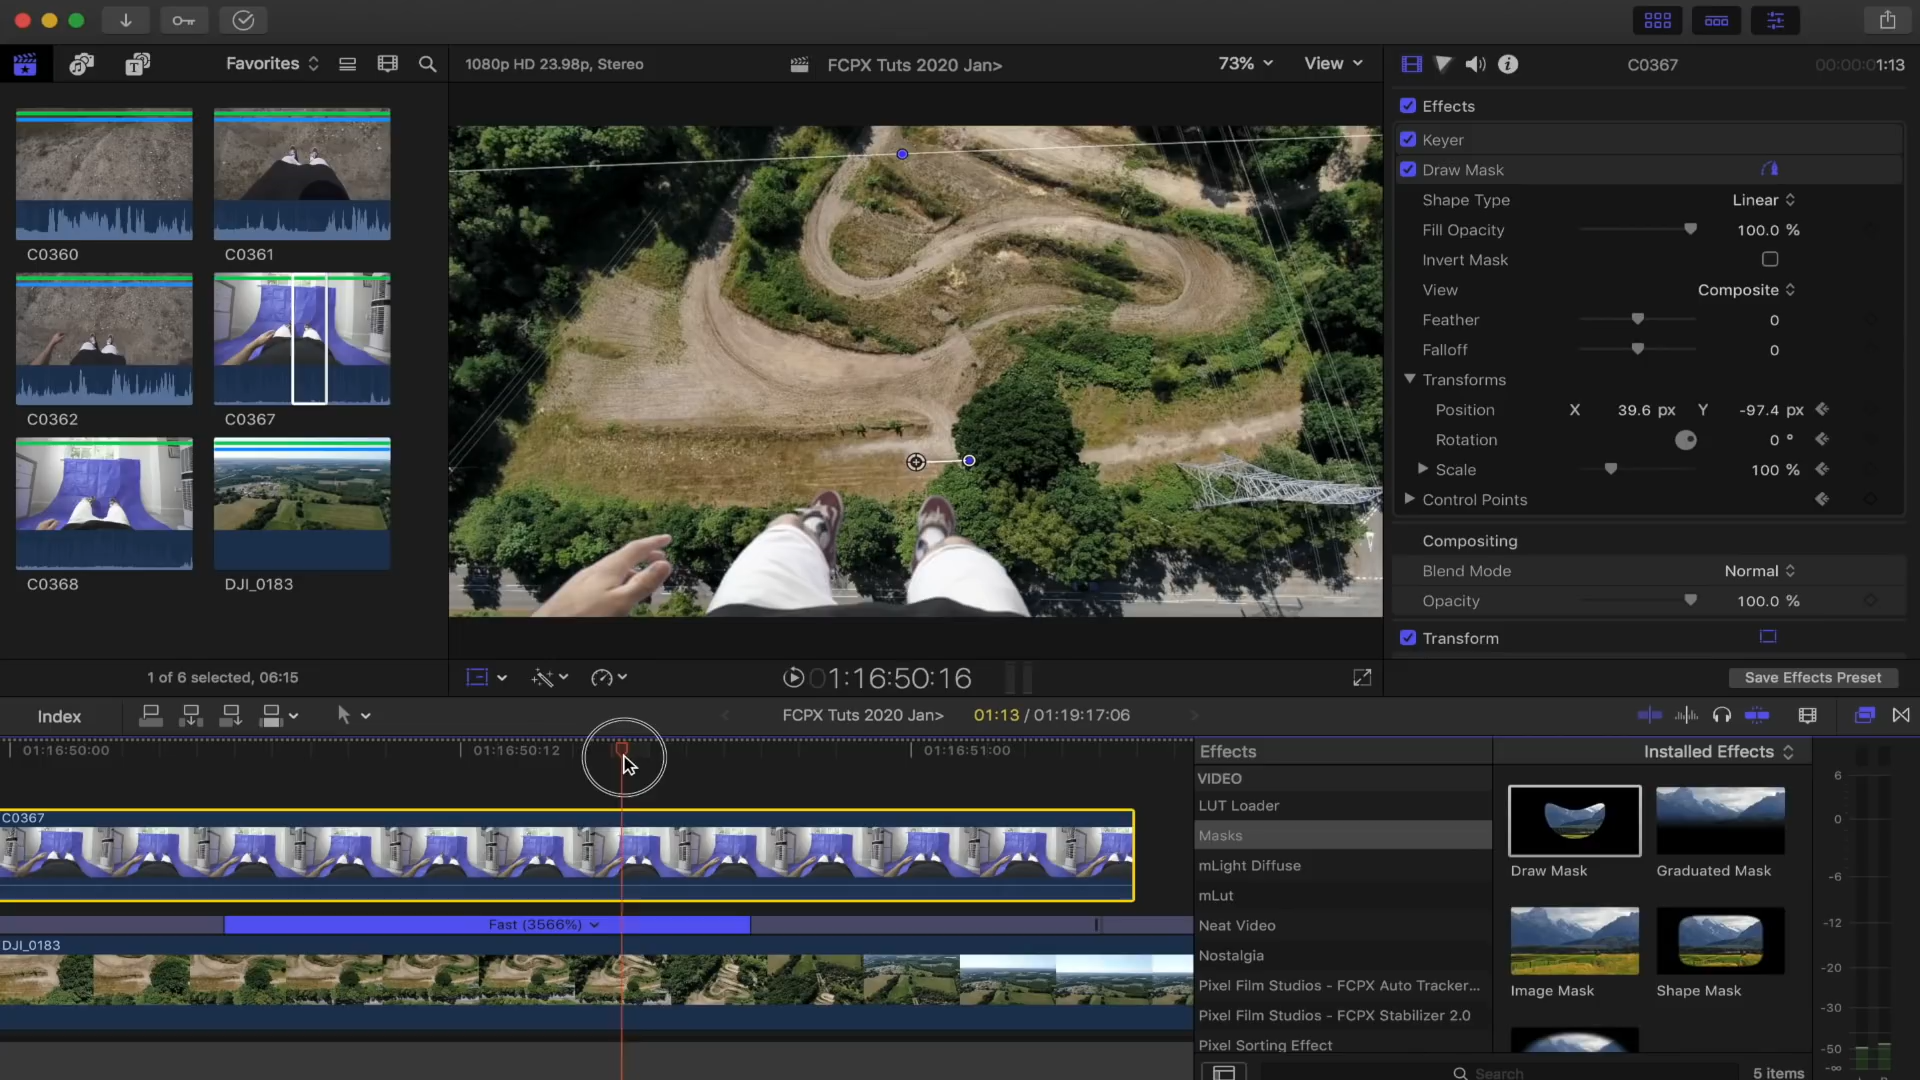 Favorites
1080p HD 23.98p, Stereo
FCPX Tuts 2020 Jan>
73%
View
C0367
00:00:01:13
C0360
C0361
C0362
C0367
C0368
DJI_0183
1 of 6 selected, 06:15
Effects
Keyer
Draw Mask
Shape Type
Linear
Fill Opacity
100.0 %
Invert Mask
View
Composite
Feather
0
Falloff
0
Transforms
Position
X
39.6 px
Y
-97.4 px
Rotation
0 °
Scale
100 %
Control Points
Compositing
Blend Mode
Normal
Opacity
100.0 %
Transform
01:16:50:16
Save Effects Preset
Index
FCPX Tuts 2020 Jan>
01:13 / 01:19:17:06
01:16:50:00
01:16:50:12
01:16:51:00
C0367
Fast (3566%)
DJI_0183
Effects
VIDEO
LUT Loader
Masks
mLight Diffuse
mLut
Neat Video
Nostalgia
Pixel Film Studios - FCPX Auto Tracker...
Pixel Film Studios - FCPX Stabilizer 2.0
Pixel Sorting Effect
Installed Effects
Draw Mask
Graduated Mask
Image Mask
Shape Mask
Search
5 items
6
0
-6
-12
-20
-30
-50
-∞